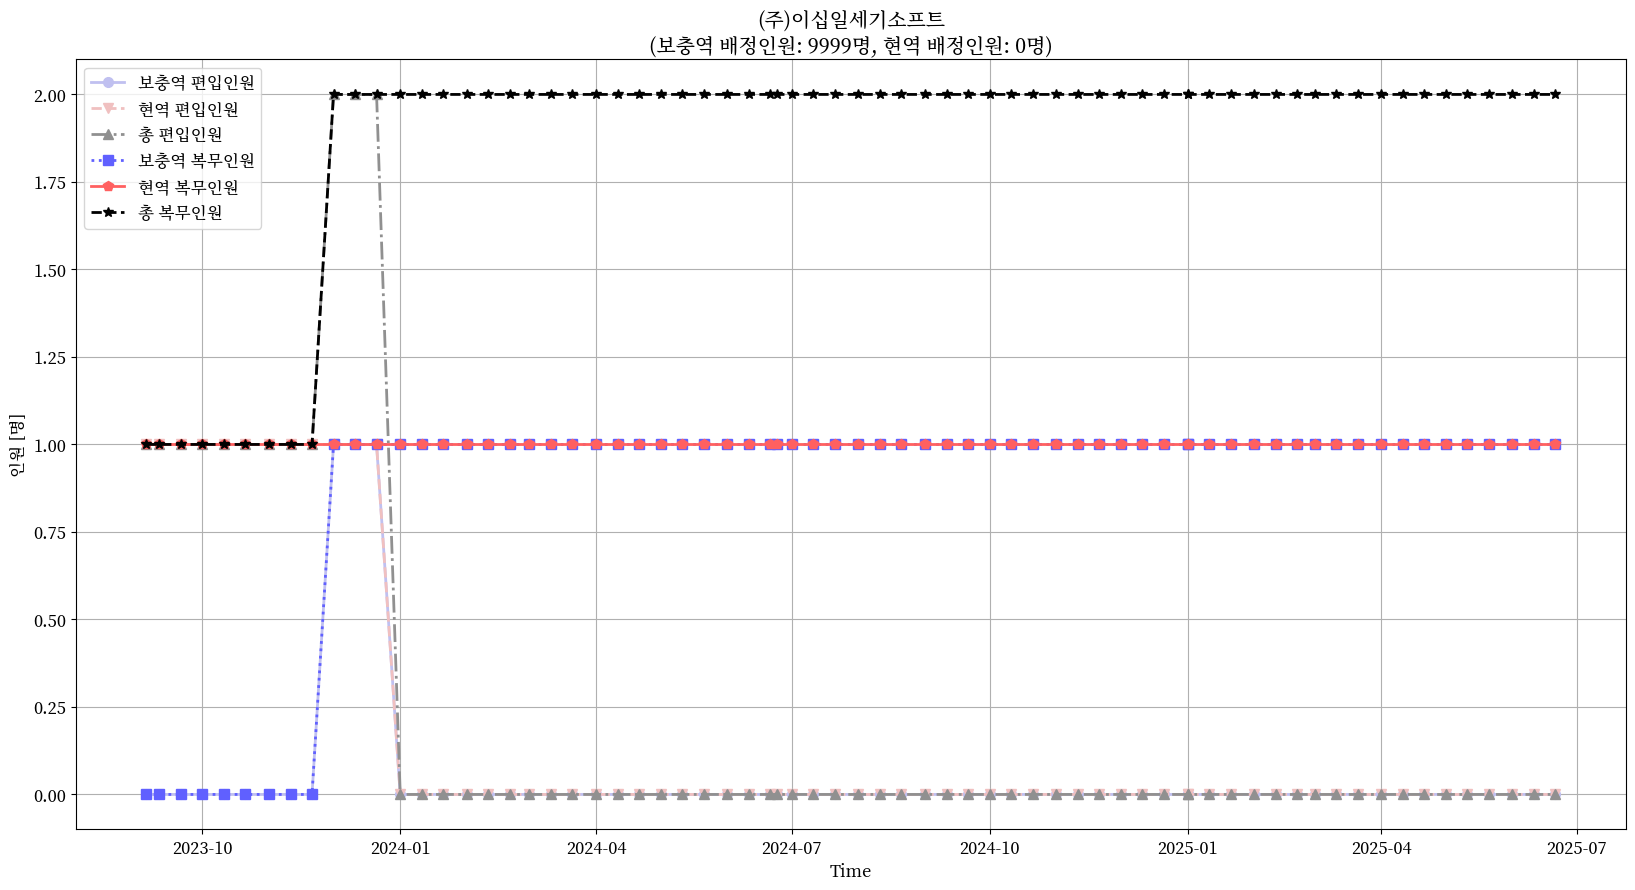 (주)이십일세기소프트
(보충역 배정인원: 9999명, 현역 배정인원: 0명)
보충역 편입인원
현역 편입인원
총 편입인원
보충역 복무인원
현역 복무인원
총 복무인원
2.00
1.75
1.50
1.25
1.00
0.75
0.50
0.25
0.00
인원 [명]
2023-10
2024-01
2024-04
2024-07
2024-10
2025-01
2025-04
2025-07
Time